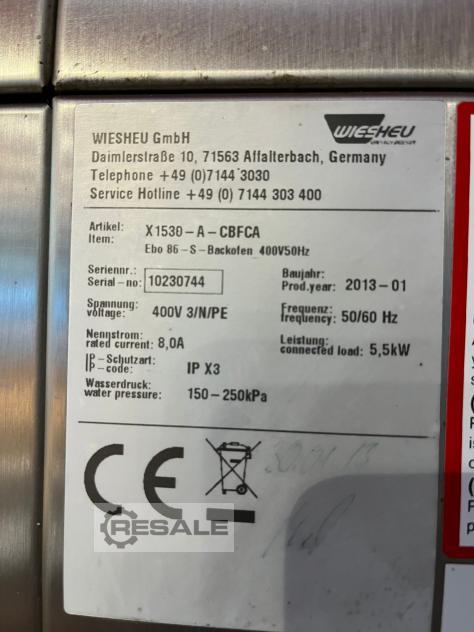 WIESHEU GmbH
WIESHEU
Daimlerstraße 10, 71563 Affalterbach, Germany
Telephone +49 (0)7144 3030
Service Hotline +49 (0) 7144 303 400
Artikel: X1530-A-CBFCA
Item: Ebo 86-S-Backofen 400V50Hz
Seriennr.: Baujahr:
Serial-no: 10230744 Prod.year: 2013-01
Spannung: 400V 3/N/PE Frequenz: 50/60 Hz
voltage: frequency:
Nennstrom: Leistung:
rated current: 8,0A connected load: 5,5kW
IP-Schutzart:
IP-code: IP X3
Wasserdruck:
water pressure: 150-250kPa
CE
30.01.13
RESALE